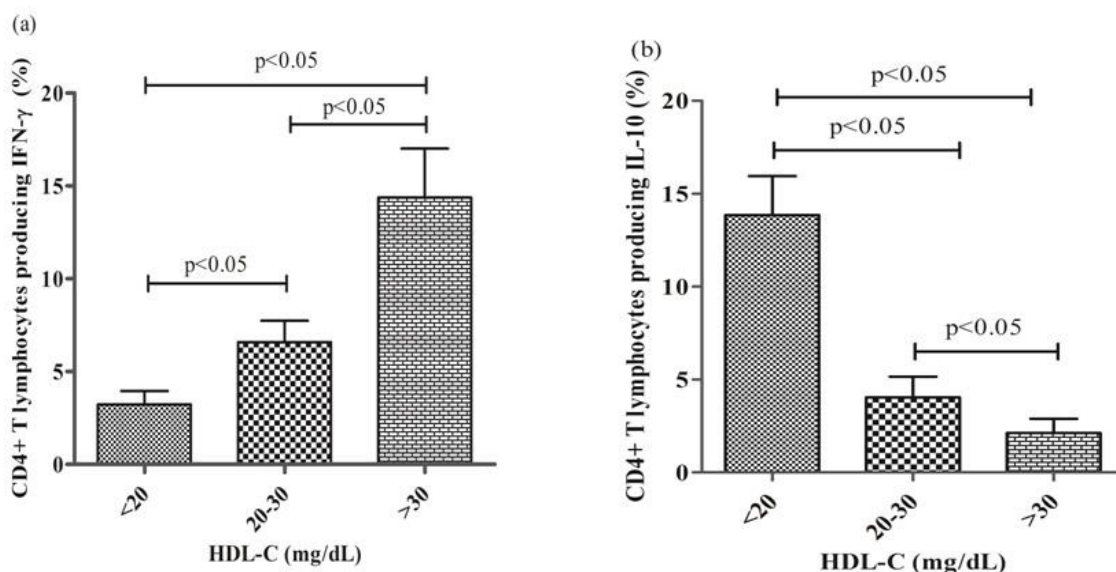 (a)
CD4+ T lymphocytes producing IFN-γ (%)
20
15
10
5
0
p<0.05
p<0.05
p<0.05
<20
20-30
>30
HDL-C (mg/dL)
(b)
CD4+ T lymphocytes producing IL-10 (%)
20
15
10
5
0
p<0.05
p<0.05
p<0.05
<20
20-30
>30
HDL-C (mg/dL)